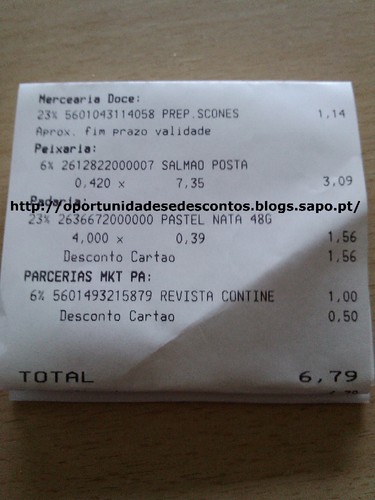 Mercearia Doce:
23% 5601043114058 PREP.SCONES 1,14
Aprox. fim prazo validade
Peixaria:
6% 2612822000007 SALMAO POSTA
0,420 x 7,35 3,09
Padaria:
http://oportunidadesedescontos.blogs.sapo.pt/
23% 2636672000000 PASTEL NATA 48G
4,000 x 0,39 1,56
Desconto Cartao 1,56
PARCERIAS MKT PA:
6% 5601493215879 REVISTA CONTINE 1,00
Desconto Cartao 0,50
TOTAL 6,79